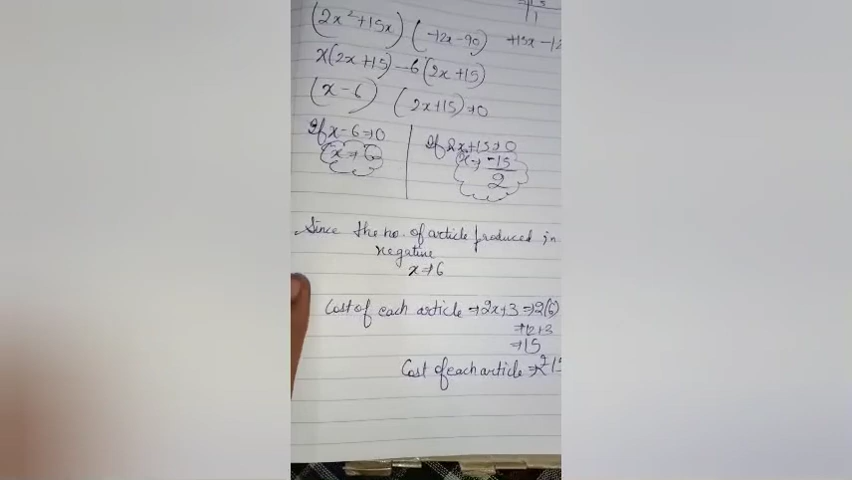 (2x²+15x) (-12x-90) +15x-12
x(2x+15) -6(2x+15)
(x-6) (2x+15)⇒0
If x-6⇒0
x⇒6
If 2x+15⇒0
x⇒ -15/2
Since the no. of article produced in
negative
x⇒6
Cost of each article ⇒2x+3 ⇒2(6)
⇒12+3
⇒15
Cost of each article ⇒